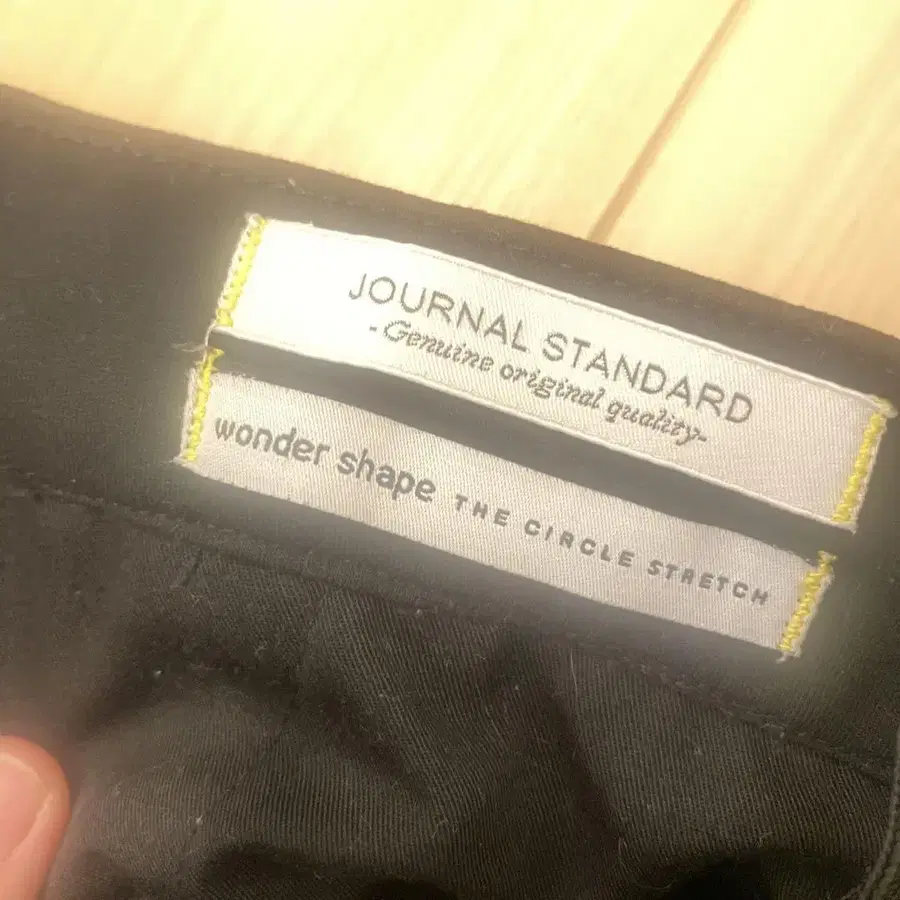 JOURNAL STANDARD
-Genuine original quality-
wonder shape THE CIRCLE STRETCH